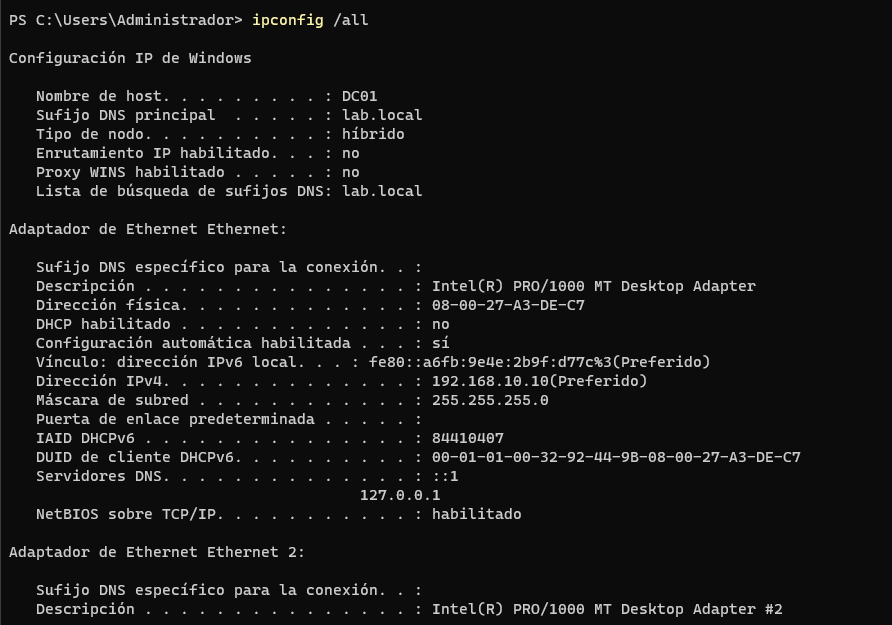 PS C:\Users\Administrador> ipconfig /all
Configuración IP de Windows
Nombre de host. . . . . . . . . : DC01
Sufijo DNS principal  . . . . . : lab.local
Tipo de nodo. . . . . . . . . . : híbrido
Enrutamiento IP habilitado. . . : no
Proxy WINS habilitado . . . . . : no
Lista de búsqueda de sufijos DNS: lab.local
Adaptador de Ethernet Ethernet:
Sufijo DNS específico para la conexión. . :
Descripción . . . . . . . . . . . . . . . : Intel(R) PRO/1000 MT Desktop Adapter
Dirección física. . . . . . . . . . . . . : 08-00-27-A3-DE-C7
DHCP habilitado . . . . . . . . . . . . . : no
Configuración automática habilitada . . . : sí
Vínculo: dirección IPv6 local. . . : fe80::a6fb:9e4e:2b9f:d77c%3(Preferido)
Dirección IPv4. . . . . . . . . . . . . . : 192.168.10.10(Preferido)
Máscara de subred . . . . . . . . . . . . : 255.255.255.0
Puerta de enlace predeterminada . . . . . :
IAID DHCPv6 . . . . . . . . . . . . . . . : 84410407
DUID de cliente DHCPv6. . . . . . . . . . : 00-01-01-00-32-92-44-9B-08-00-27-A3-DE-C7
Servidores DNS. . . . . . . . . . . . . . : ::1
127.0.0.1
NetBIOS sobre TCP/IP. . . . . . . . . . . : habilitado
Adaptador de Ethernet Ethernet 2:
Sufijo DNS específico para la conexión. . :
Descripción . . . . . . . . . . . . . . . : Intel(R) PRO/1000 MT Desktop Adapter #2